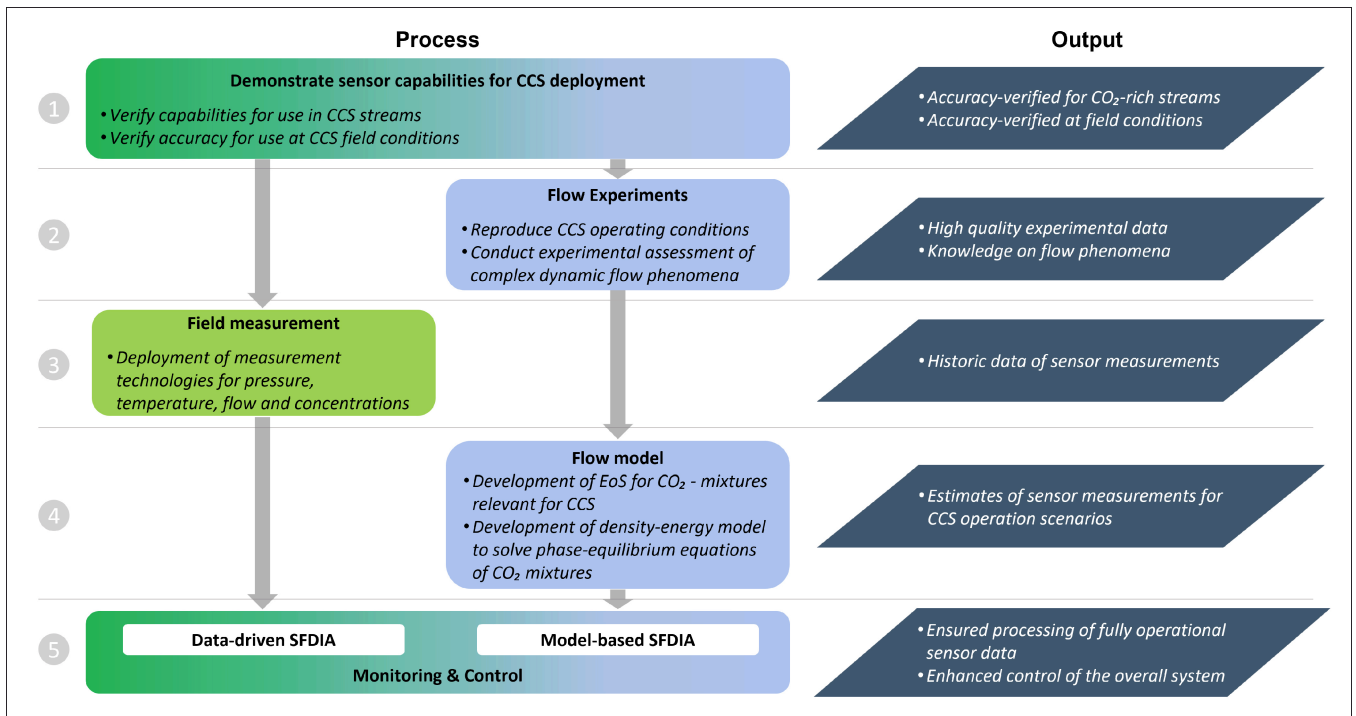 Process
Output
1
Demonstrate sensor capabilities for CCS deployment
• Verify capabilities for use in CCS streams
• Verify accuracy for use at CCS field conditions
• Accuracy-verified for CO₂-rich streams
• Accuracy-verified at field conditions
2
Flow Experiments
• Reproduce CCS operating conditions
• Conduct experimental assessment of
complex dynamic flow phenomena
• High quality experimental data
• Knowledge on flow phenomena
3
Field measurement
• Deployment of measurement
technologies for pressure,
temperature, flow and concentrations
• Historic data of sensor measurements
4
Flow model
• Development of EoS for CO₂ - mixtures
relevant for CCS
• Development of density-energy model
to solve phase-equilibrium equations
of CO₂ mixtures
• Estimates of sensor measurements for
CCS operation scenarios
5
Data-driven SFDIA
Model-based SFDIA
Monitoring & Control
• Ensured processing of fully operational
sensor data
• Enhanced control of the overall system